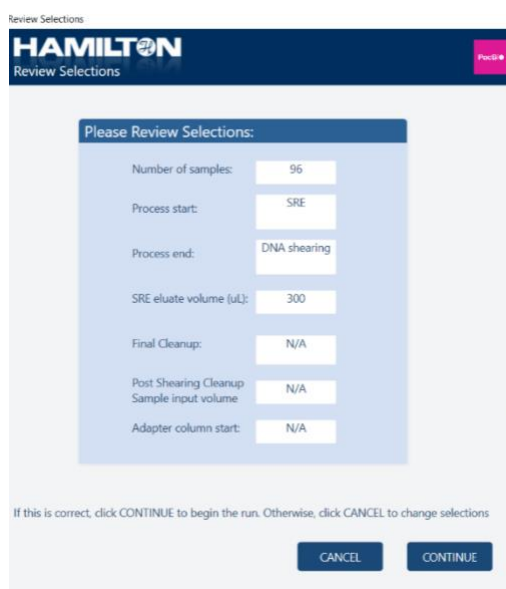 Review Selections
HAMILTON
Review Selections
PacBi
Please Review Selections:
Number of samples: 96
Process start: SRE
Process end: DNA shearing
SRE eluate volume (uL): 300
Final Cleanup: N/A
Post Shearing Cleanup
Sample input volume N/A
Adapter column start: N/A
If this is correct, click CONTINUE to begin the run. Otherwise, click CANCEL to change selections
CANCEL CONTINUE